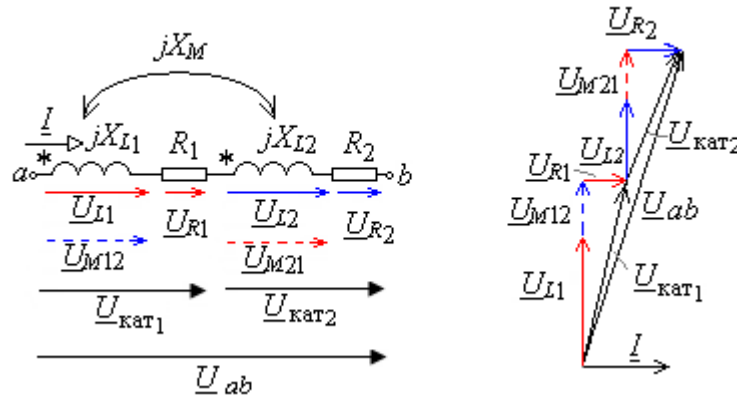 jX_M
I jX_L1 R_1 jX_L2 R_2
* *
a b
U_L1 U_R1 U_L2 U_R2
U_M12 U_M21
U_кат1 U_кат2
U_ab
U_R2
U_M21
U_кат2
U_L2
U_R1
U_M12 U_ab
U_L1 U_кат1
I